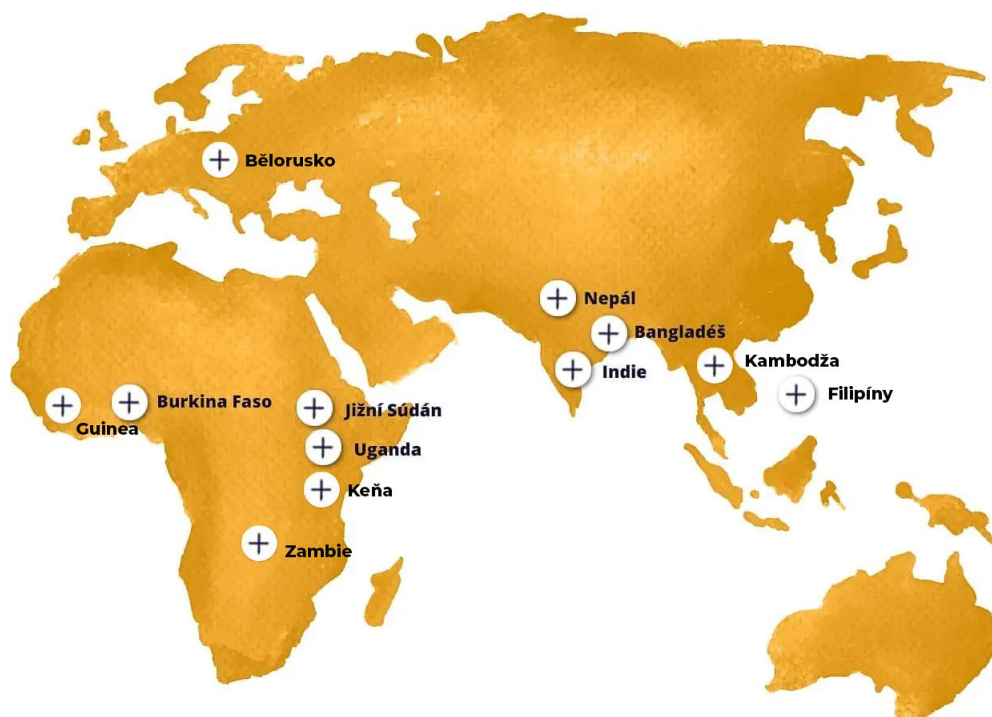 Bělorusko
Nepál
Bangladéš
Kambodža
Indie
Filipíny
Burkina Faso
Jižní Súdán
Guinea
Uganda
Keňa
Zambie